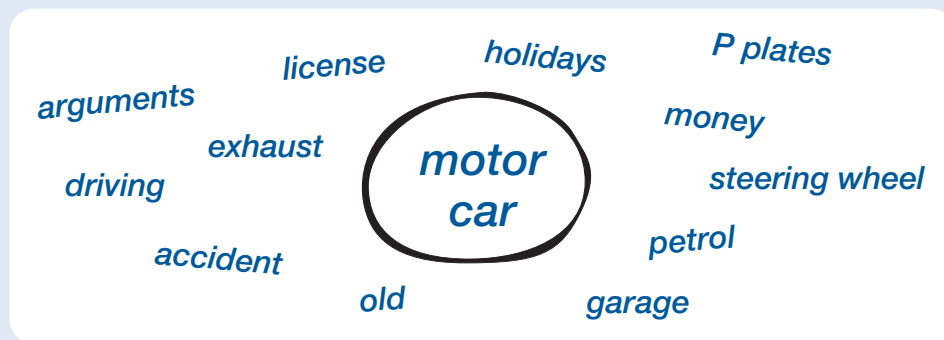 license
holidays
P plates
arguments
money
exhaust
motor
car
driving
steering wheel
accident
petrol
old
garage